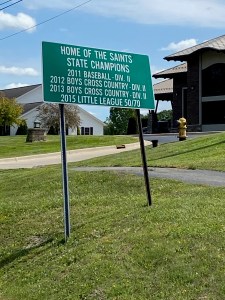 HOME OF THE SAINTS
STATE CHAMPIONS
2011 BASEBALL - DIV. II
2012 BOYS CROSS COUNTRY - DIV. II
2013 BOYS CROSS COUNTRY - DIV. II
2015 LITTLE LEAGUE 50/70